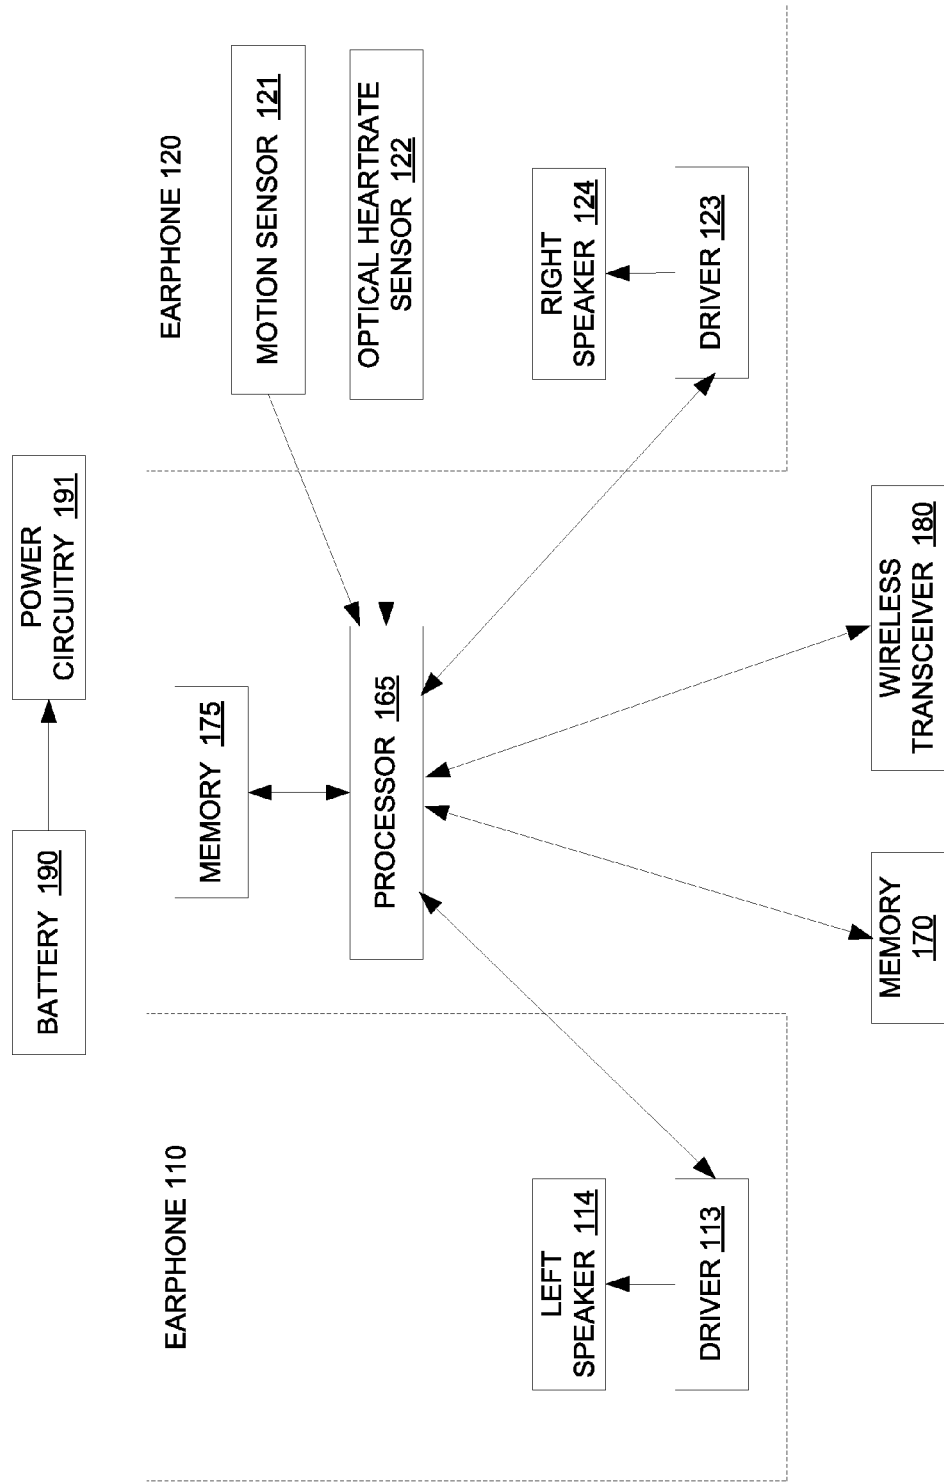 BATTERY 190
POWER
CIRCUITRY 191
EARPHONE 110
EARPHONE 120
MEMORY 175
MOTION SENSOR 121
PROCESSOR 165
OPTICAL HEARTRATE
SENSOR 122
LEFT
SPEAKER 114
RIGHT
SPEAKER 124
DRIVER 113
DRIVER 123
MEMORY
170
WIRELESS
TRANSCEIVER 180